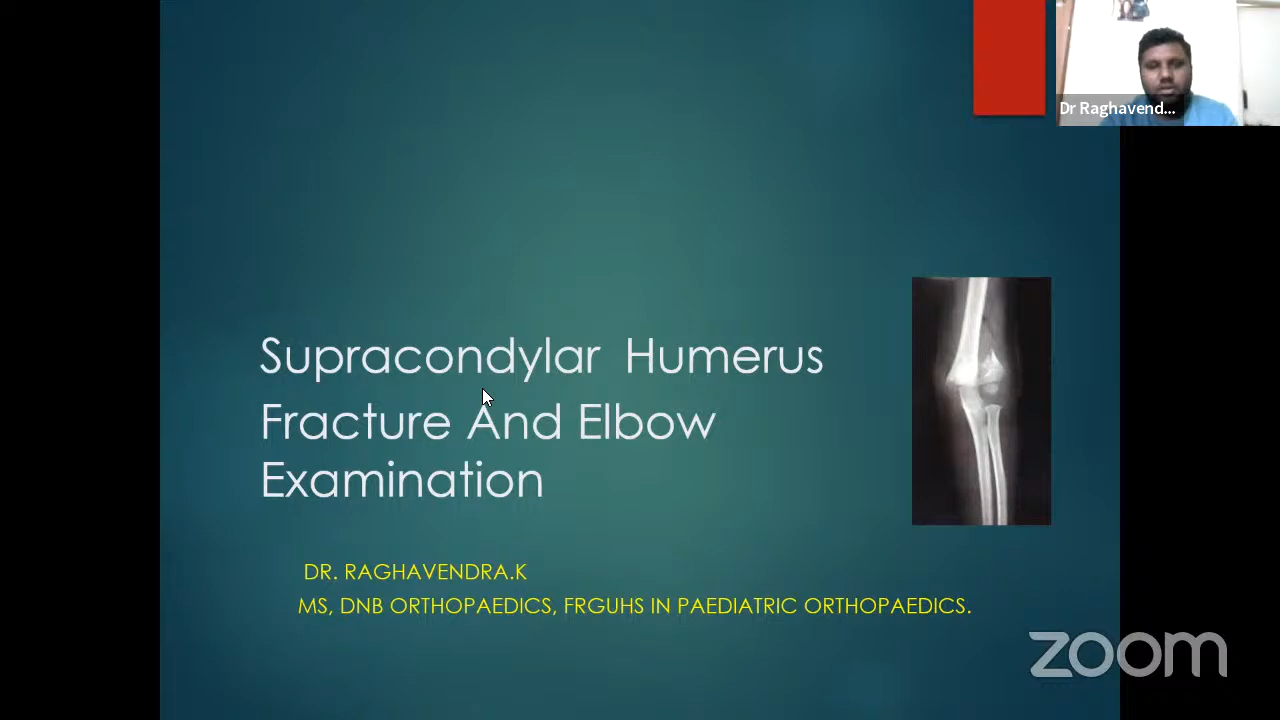 Dr Raghavend...
Supracondylar Humerus
Fracture And Elbow
Examination
DR. RAGHAVENDRA.K
MS, DNB ORTHOPAEDICS, FRGUHS IN PAEDIATRIC ORTHOPAEDICS.
zoom